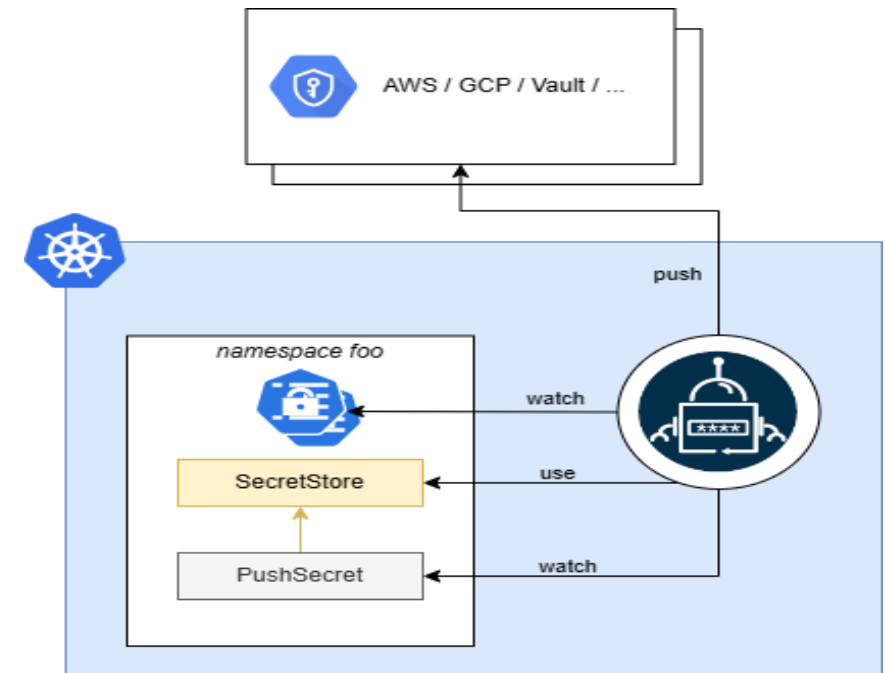 AWS / GCP / Vault / ...
push
namespace foo
watch
****
SecretStore
use
PushSecret
watch